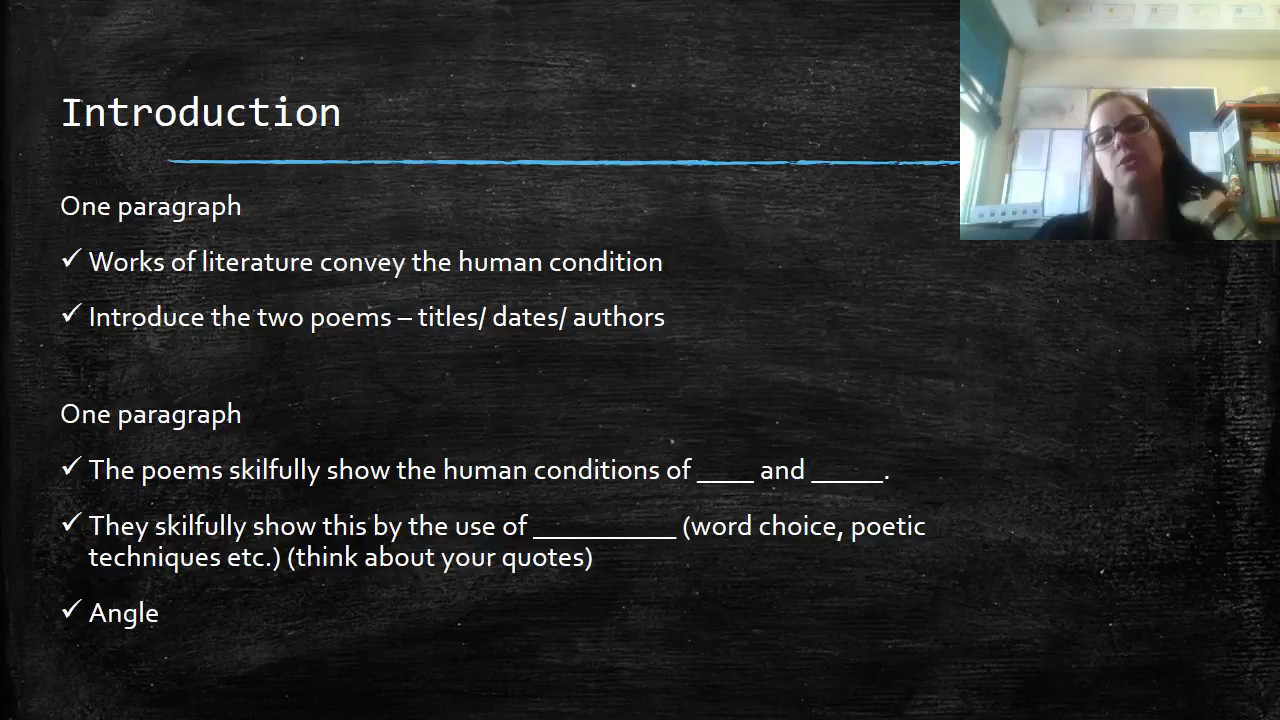 Introduction
One paragraph
✓ Works of literature convey the human condition
✓ Introduce the two poems – titles/ dates/ authors
One paragraph
✓ The poems skilfully show the human conditions of ____ and _____.
✓ They skilfully show this by the use of __________ (word choice, poetic
techniques etc.) (think about your quotes)
✓ Angle